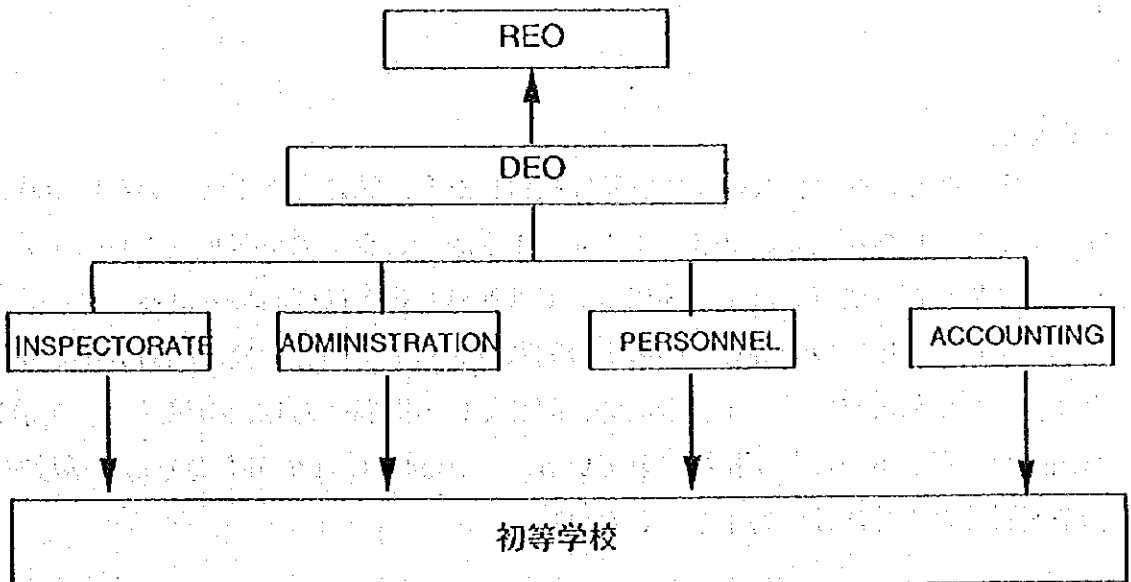 REO
DEO
INSPECTORATE
ADMINISTRATION
PERSONNEL
ACCOUNTING
初等学校